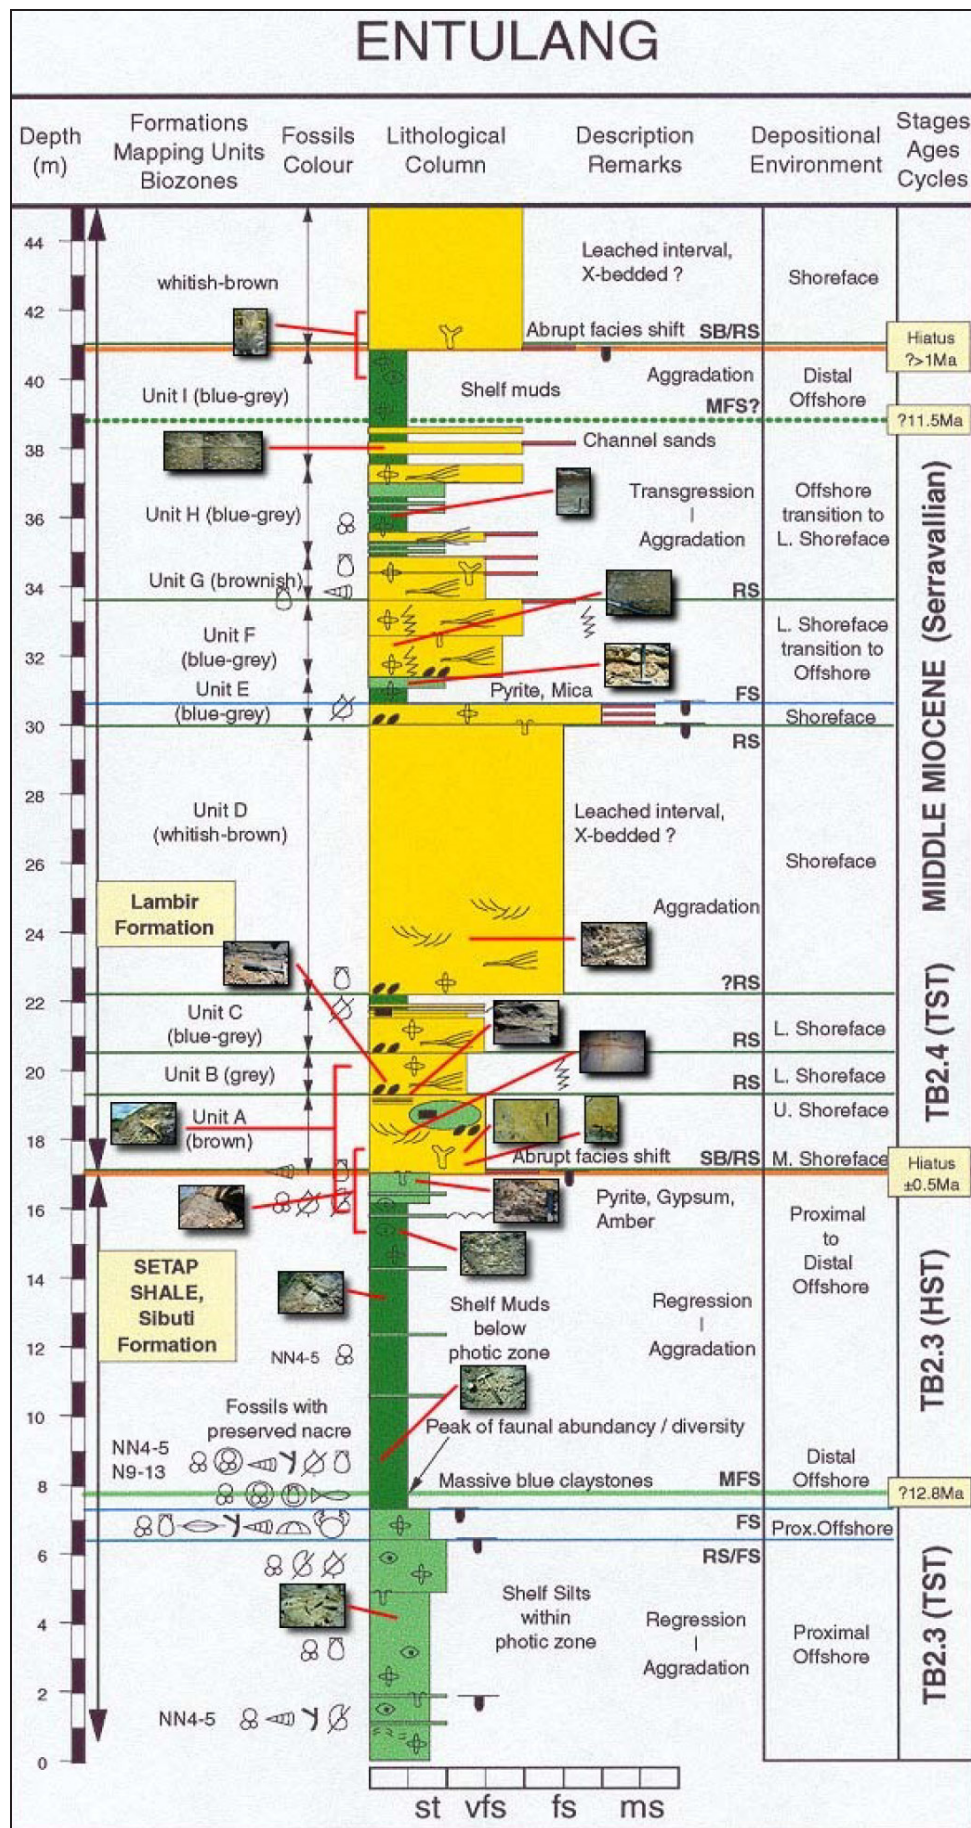 ENTULANG
Depth
(m)
Formations
Mapping Units
Biozones
Fossils
Colour
Lithological
Column
Description
Remarks
Depositional
Environment
Stages
Ages
Cycles
44
Leached interval,
X-bedded ?
Shoreface
whitish-brown
42
Abrupt facies shift SB/RS
Hiatus
?>1Ma
40
Unit I (blue-grey)
Shelf muds
Aggradation
Distal
Offshore
MFS?
?11.5Ma
38
Channel sands
Transgression
|
Aggradation
Offshore
transition to
L. Shoreface
36
Unit H (blue-grey)
34
Unit G (brownish)
RS
Unit F
(blue-grey)
L. Shoreface
transition to
Offshore
32
Unit E
(blue-grey)
Pyrite, Mica
FS
Shoreface
30
RS
28
Unit D
(whitish-brown)
Leached interval,
X-bedded ?
26
Shoreface
Lambir
Formation
Aggradation
24
?RS
22
Unit C
(blue-grey)
RS
L. Shoreface
20
Unit B (grey)
RS
L. Shoreface
Unit A
(brown)
U. Shoreface
18
Abrupt facies shift SB/RS
M. Shoreface
Hiatus
±0.5Ma
16
Pyrite, Gypsum,
Amber
Proximal
to
Distal
Offshore
14
SETAP
SHALE,
Sibuti
Formation
Shelf Muds
below
photic zone
Regression
|
Aggradation
12
NN4-5
10
Fossils with
preserved nacre
Peak of faunal abundancy / diversity
NN4-5
N9-13
Massive blue claystones
MFS
Distal
Offshore
8
?12.8Ma
FS
Prox.Offshore
6
RS/FS
Shelf Silts
within
photic zone
4
Regression
|
Aggradation
Proximal
Offshore
2
NN4-5
0
MIDDLE MIOCENE (Serravallian)
TB2.4 (TST)
TB2.3 (HST)
TB2.3 (TST)
st vfs fs ms